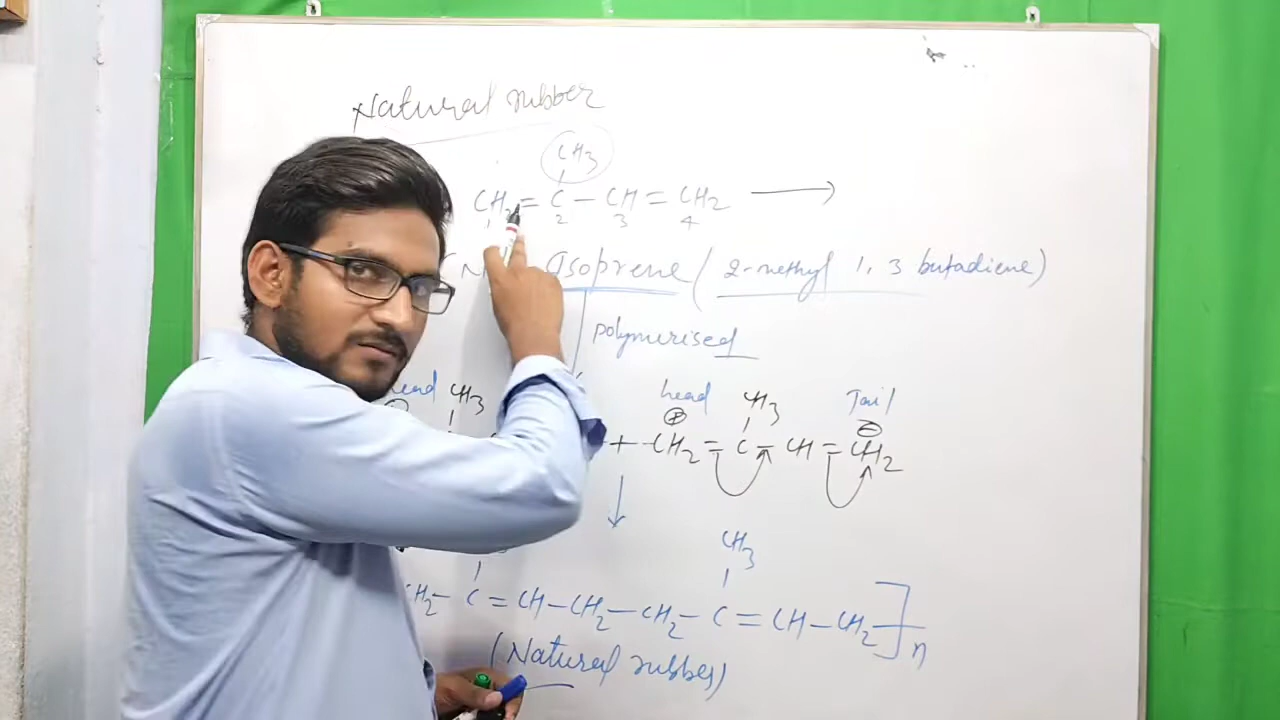 Natural rubber
CH3
CH2 = C – CH = CH2 ⟶
1 2 3 4
Isoprene (2-methyl 1, 3 butadiene)
polymerised
head CH3 head ⊕ CH3 Tail ⊖
+ CH2 = C – CH = CH2
↓
CH3
CH2 – C = CH – CH2 – CH2 – C = CH – CH2 ]n
(Natural rubber)